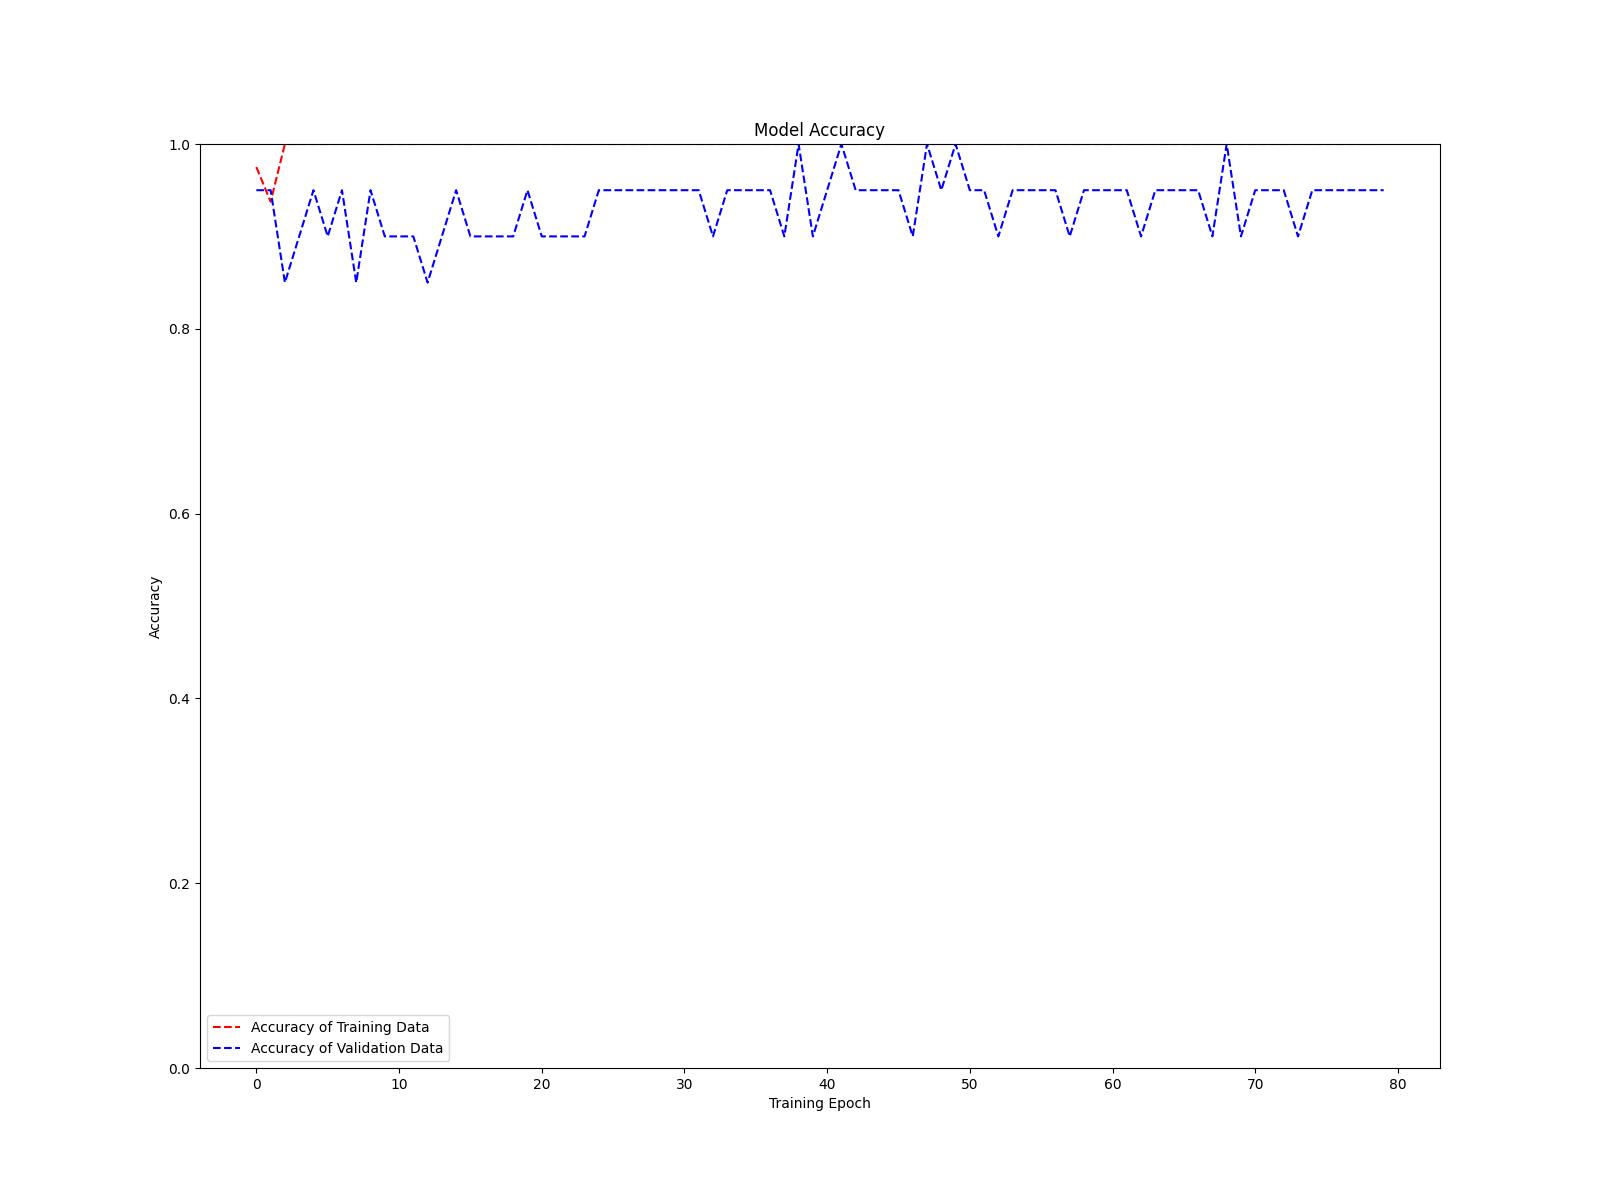 Model Accuracy
1.0
0.8
0.6
0.4
0.2
0.0
Accuracy
Accuracy of Training Data
Accuracy of Validation Data
0 10 20 30 40 50 60 70 80
Training Epoch